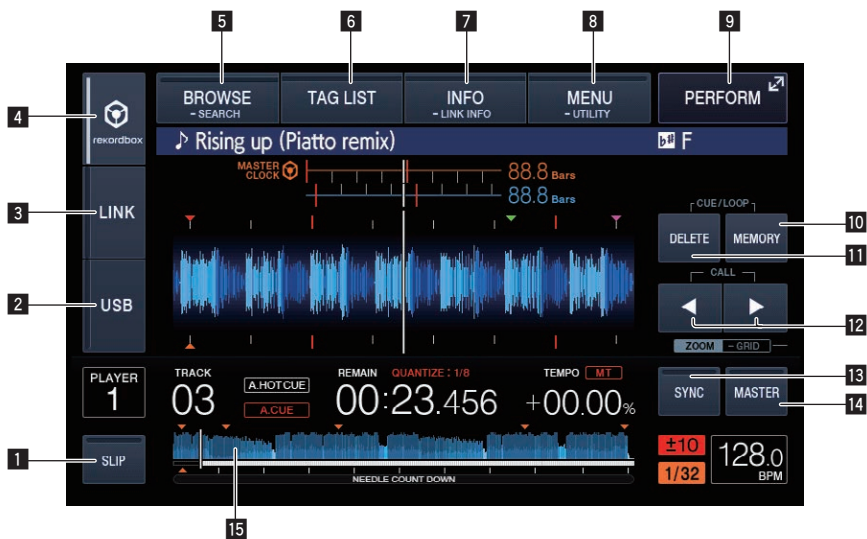 5 6 7 8 9
4 rekordbox
BROWSE
- SEARCH
TAG LIST
INFO
- LINK INFO
MENU
- UTILITY
PERFORM
♪ Rising up (Piatto remix) b# F
MASTER CLOCK 88.8 Bars
88.8 Bars
3 LINK
2 USB
CUE/LOOP
DELETE MEMORY
10
11
CALL
◀ ▶
12
ZOOM - GRID
PLAYER
1
TRACK
03
A.HOT CUE
A.CUE
REMAIN QUANTIZE : 1/8
00:23.456
TEMPO MT
+00.00%
SYNC MASTER
13
14
1 SLIP
NEEDLE COUNT DOWN
±10
1/32
128.0
BPM
15